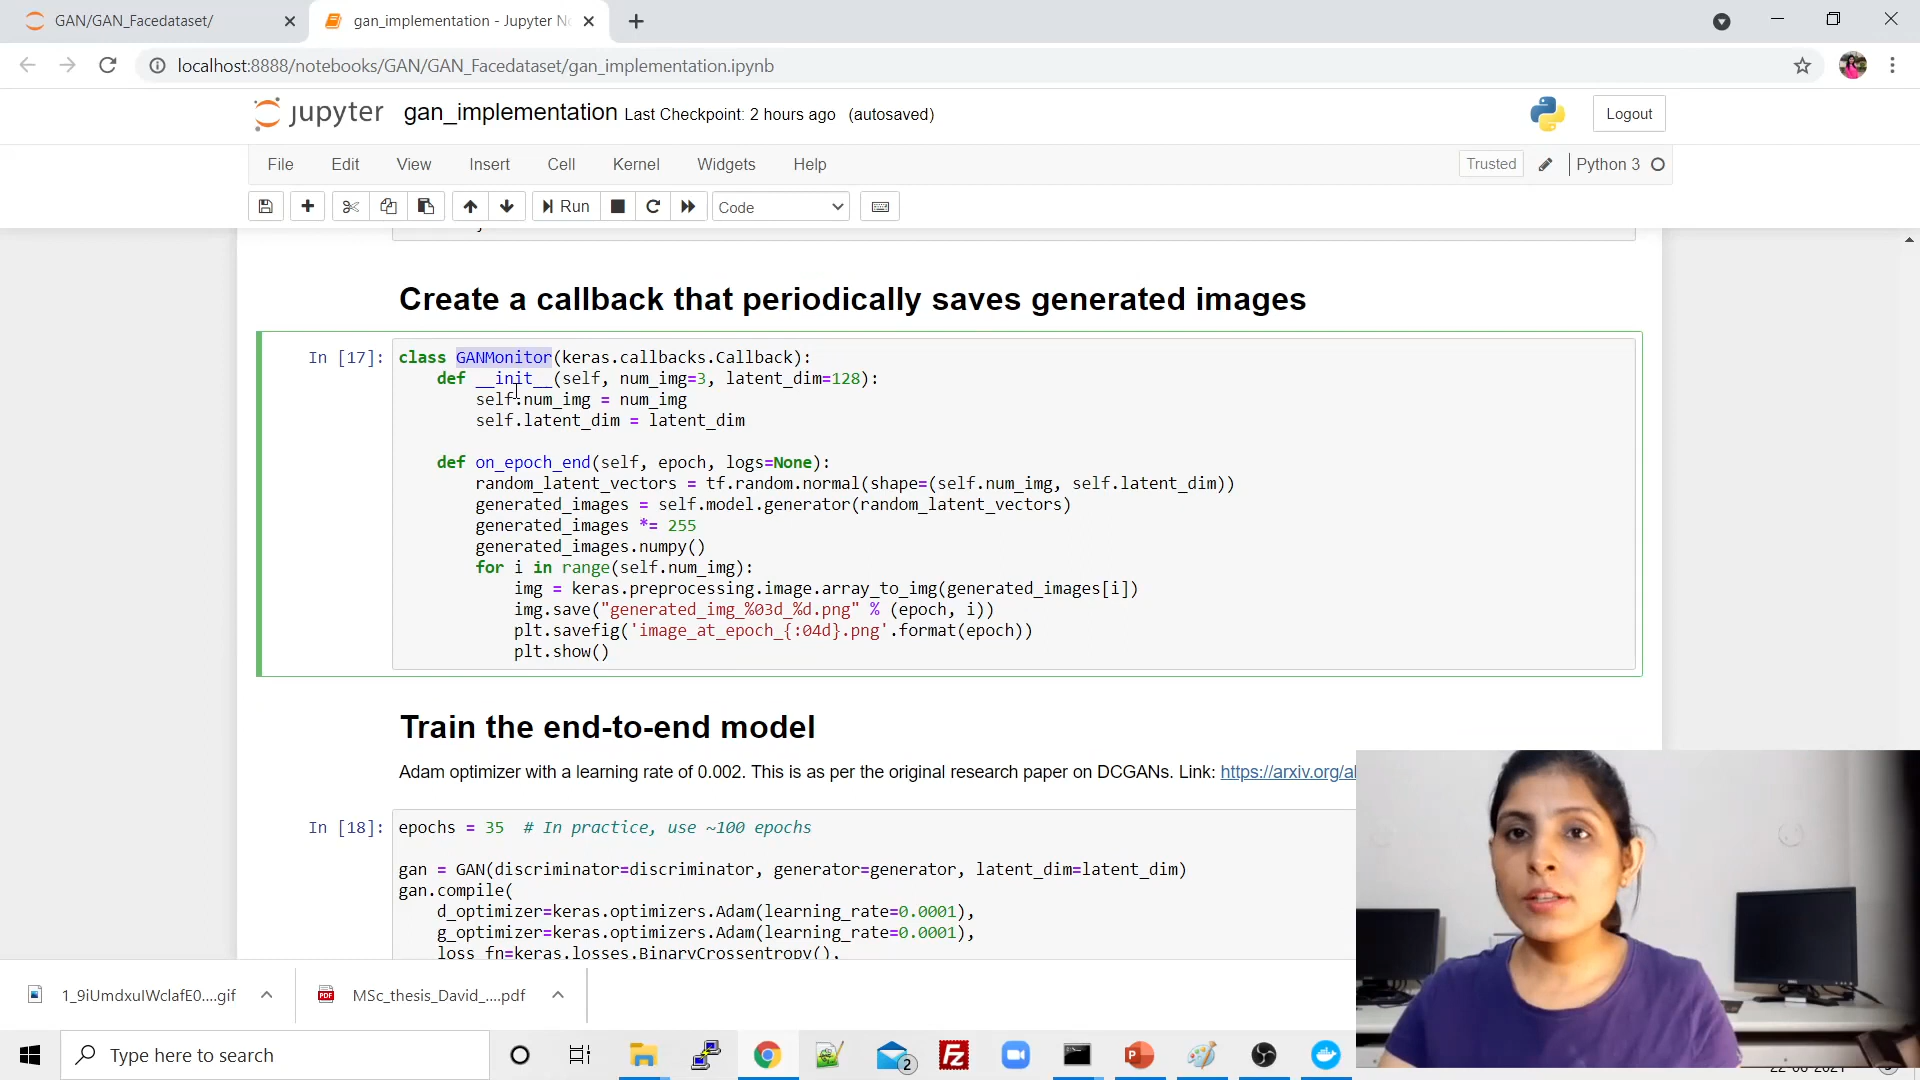 GAN/GAN_Facedataset/
gan_implementation - Jupyter N
localhost:8888/notebooks/GAN/GAN_Facedataset/gan_implementation.ipynb
jupyter gan_implementation Last Checkpoint: 2 hours ago (autosaved)
Logout
File Edit View Insert Cell Kernel Widgets Help
Trusted Python 3
Run Code
Create a callback that periodically saves generated images
In [17]: class GANMonitor(keras.callbacks.Callback):
def __init__(self, num_img=3, latent_dim=128):
self.num_img = num_img
self.latent_dim = latent_dim
def on_epoch_end(self, epoch, logs=None):
random_latent_vectors = tf.random.normal(shape=(self.num_img, self.latent_dim))
generated_images = self.model.generator(random_latent_vectors)
generated_images *= 255
generated_images.numpy()
for i in range(self.num_img):
img = keras.preprocessing.image.array_to_img(generated_images[i])
img.save("generated_img_%03d_%d.png" % (epoch, i))
plt.savefig('image_at_epoch_{:04d}.png'.format(epoch))
plt.show()
Train the end-to-end model
Adam optimizer with a learning rate of 0.002. This is as per the original research paper on DCGANs. Link: https://arxiv.org/a
In [18]: epochs = 35 # In practice, use ~100 epochs
gan = GAN(discriminator=discriminator, generator=generator, latent_dim=latent_dim)
gan.compile(
d_optimizer=keras.optimizers.Adam(learning_rate=0.0001),
g_optimizer=keras.optimizers.Adam(learning_rate=0.0001),
loss_fn=keras.losses.BinaryCrossentropy(),
1_9iUmdxuIWclafE0....gif
PDF
MSc_thesis_David_....pdf
Type here to search
2